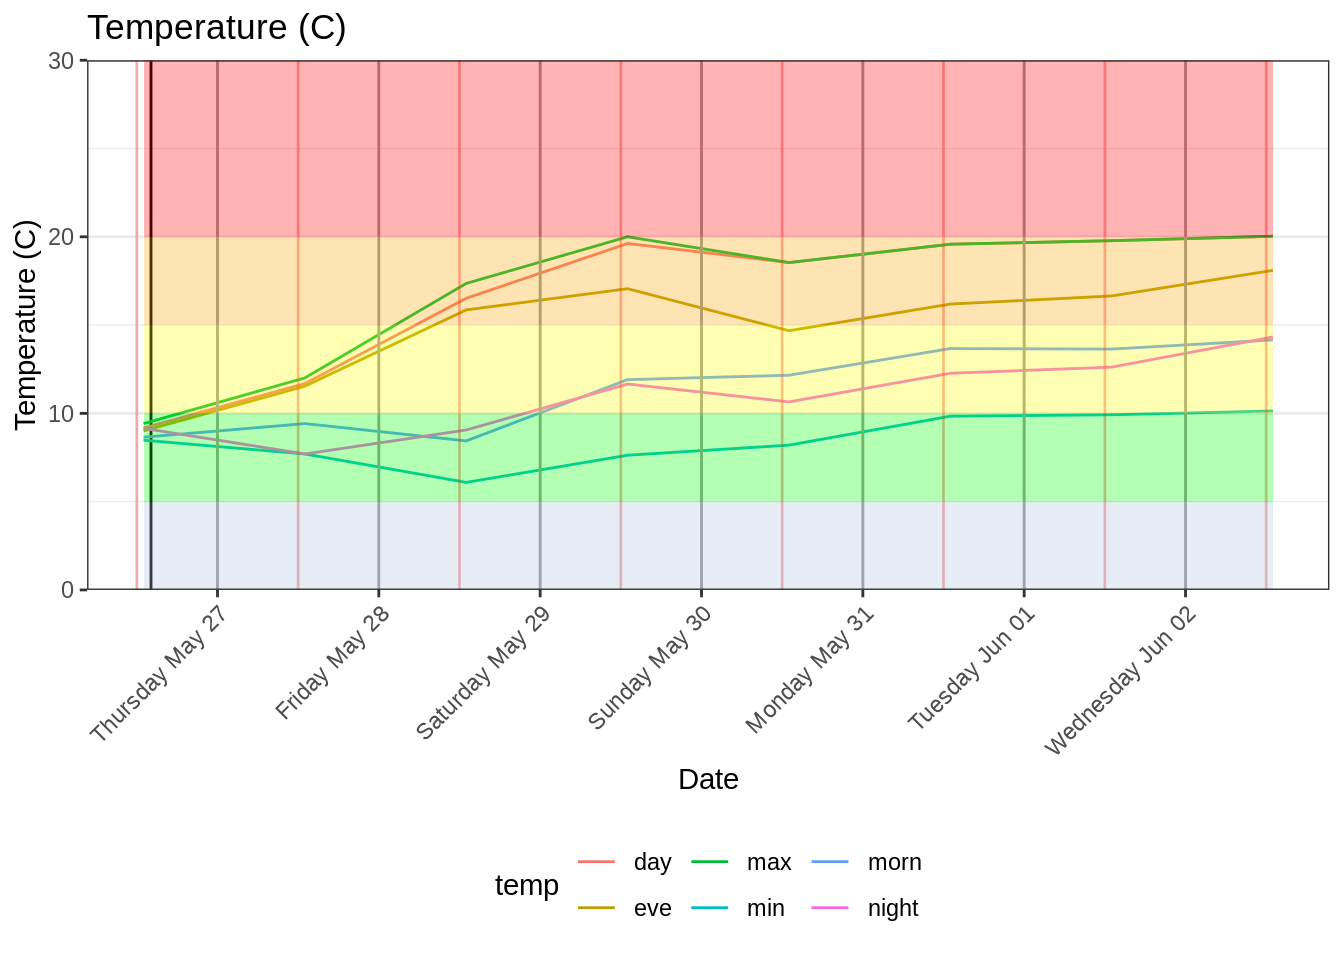 Temperature (C)
30
20
10
0
Temperature (C)
Thursday May 27
Friday May 28
Saturday May 29
Sunday May 30
Monday May 31
Tuesday Jun 01
Wednesday Jun 02
Date
temp
day
max
morn
eve
min
night